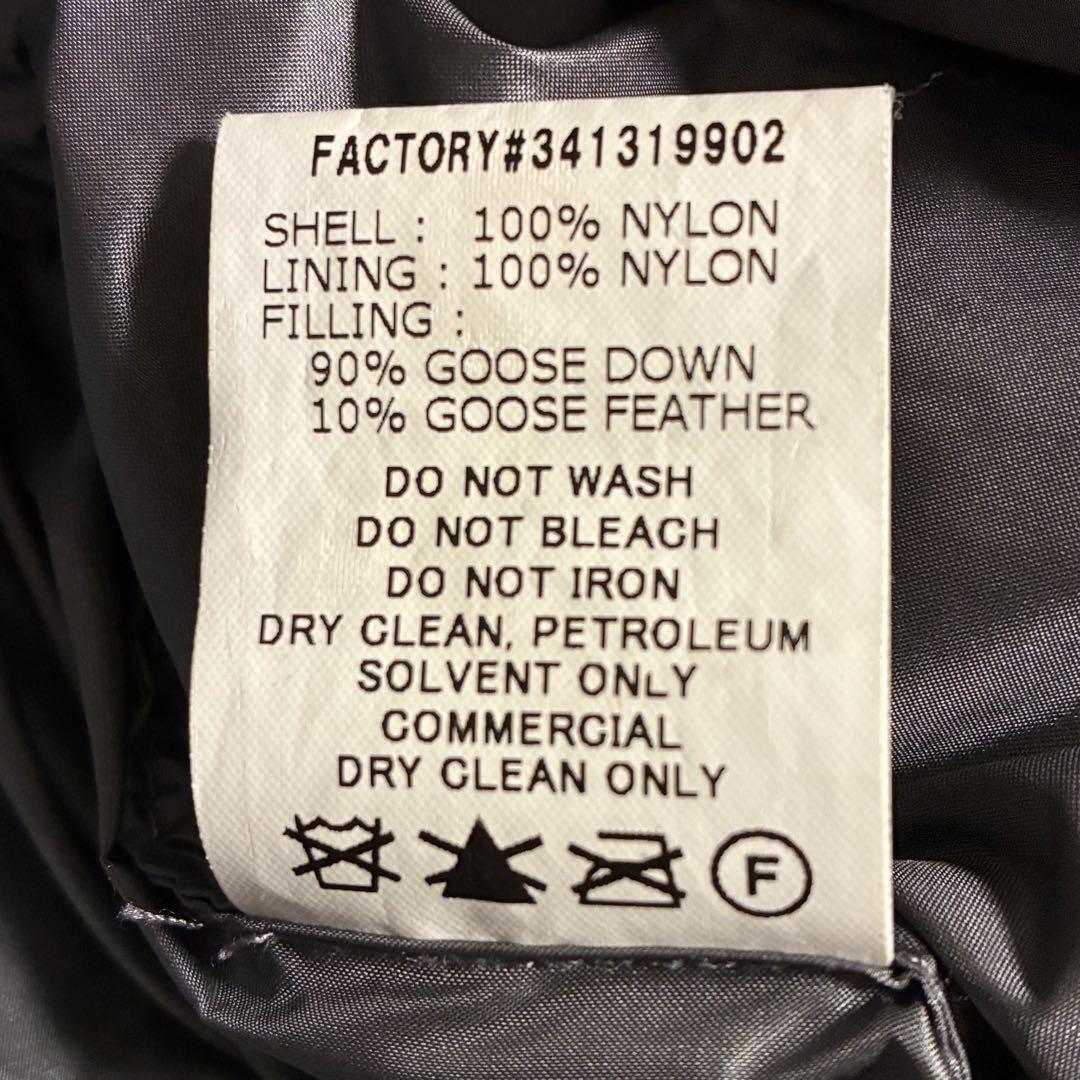 FACTORY#341319902
SHELL : 100% NYLON
LINING : 100% NYLON
FILLING :
90% GOOSE DOWN
10% GOOSE FEATHER
DO NOT WASH
DO NOT BLEACH
DO NOT IRON
DRY CLEAN, PETROLEUM
SOLVENT ONLY
COMMERCIAL
DRY CLEAN ONLY
F